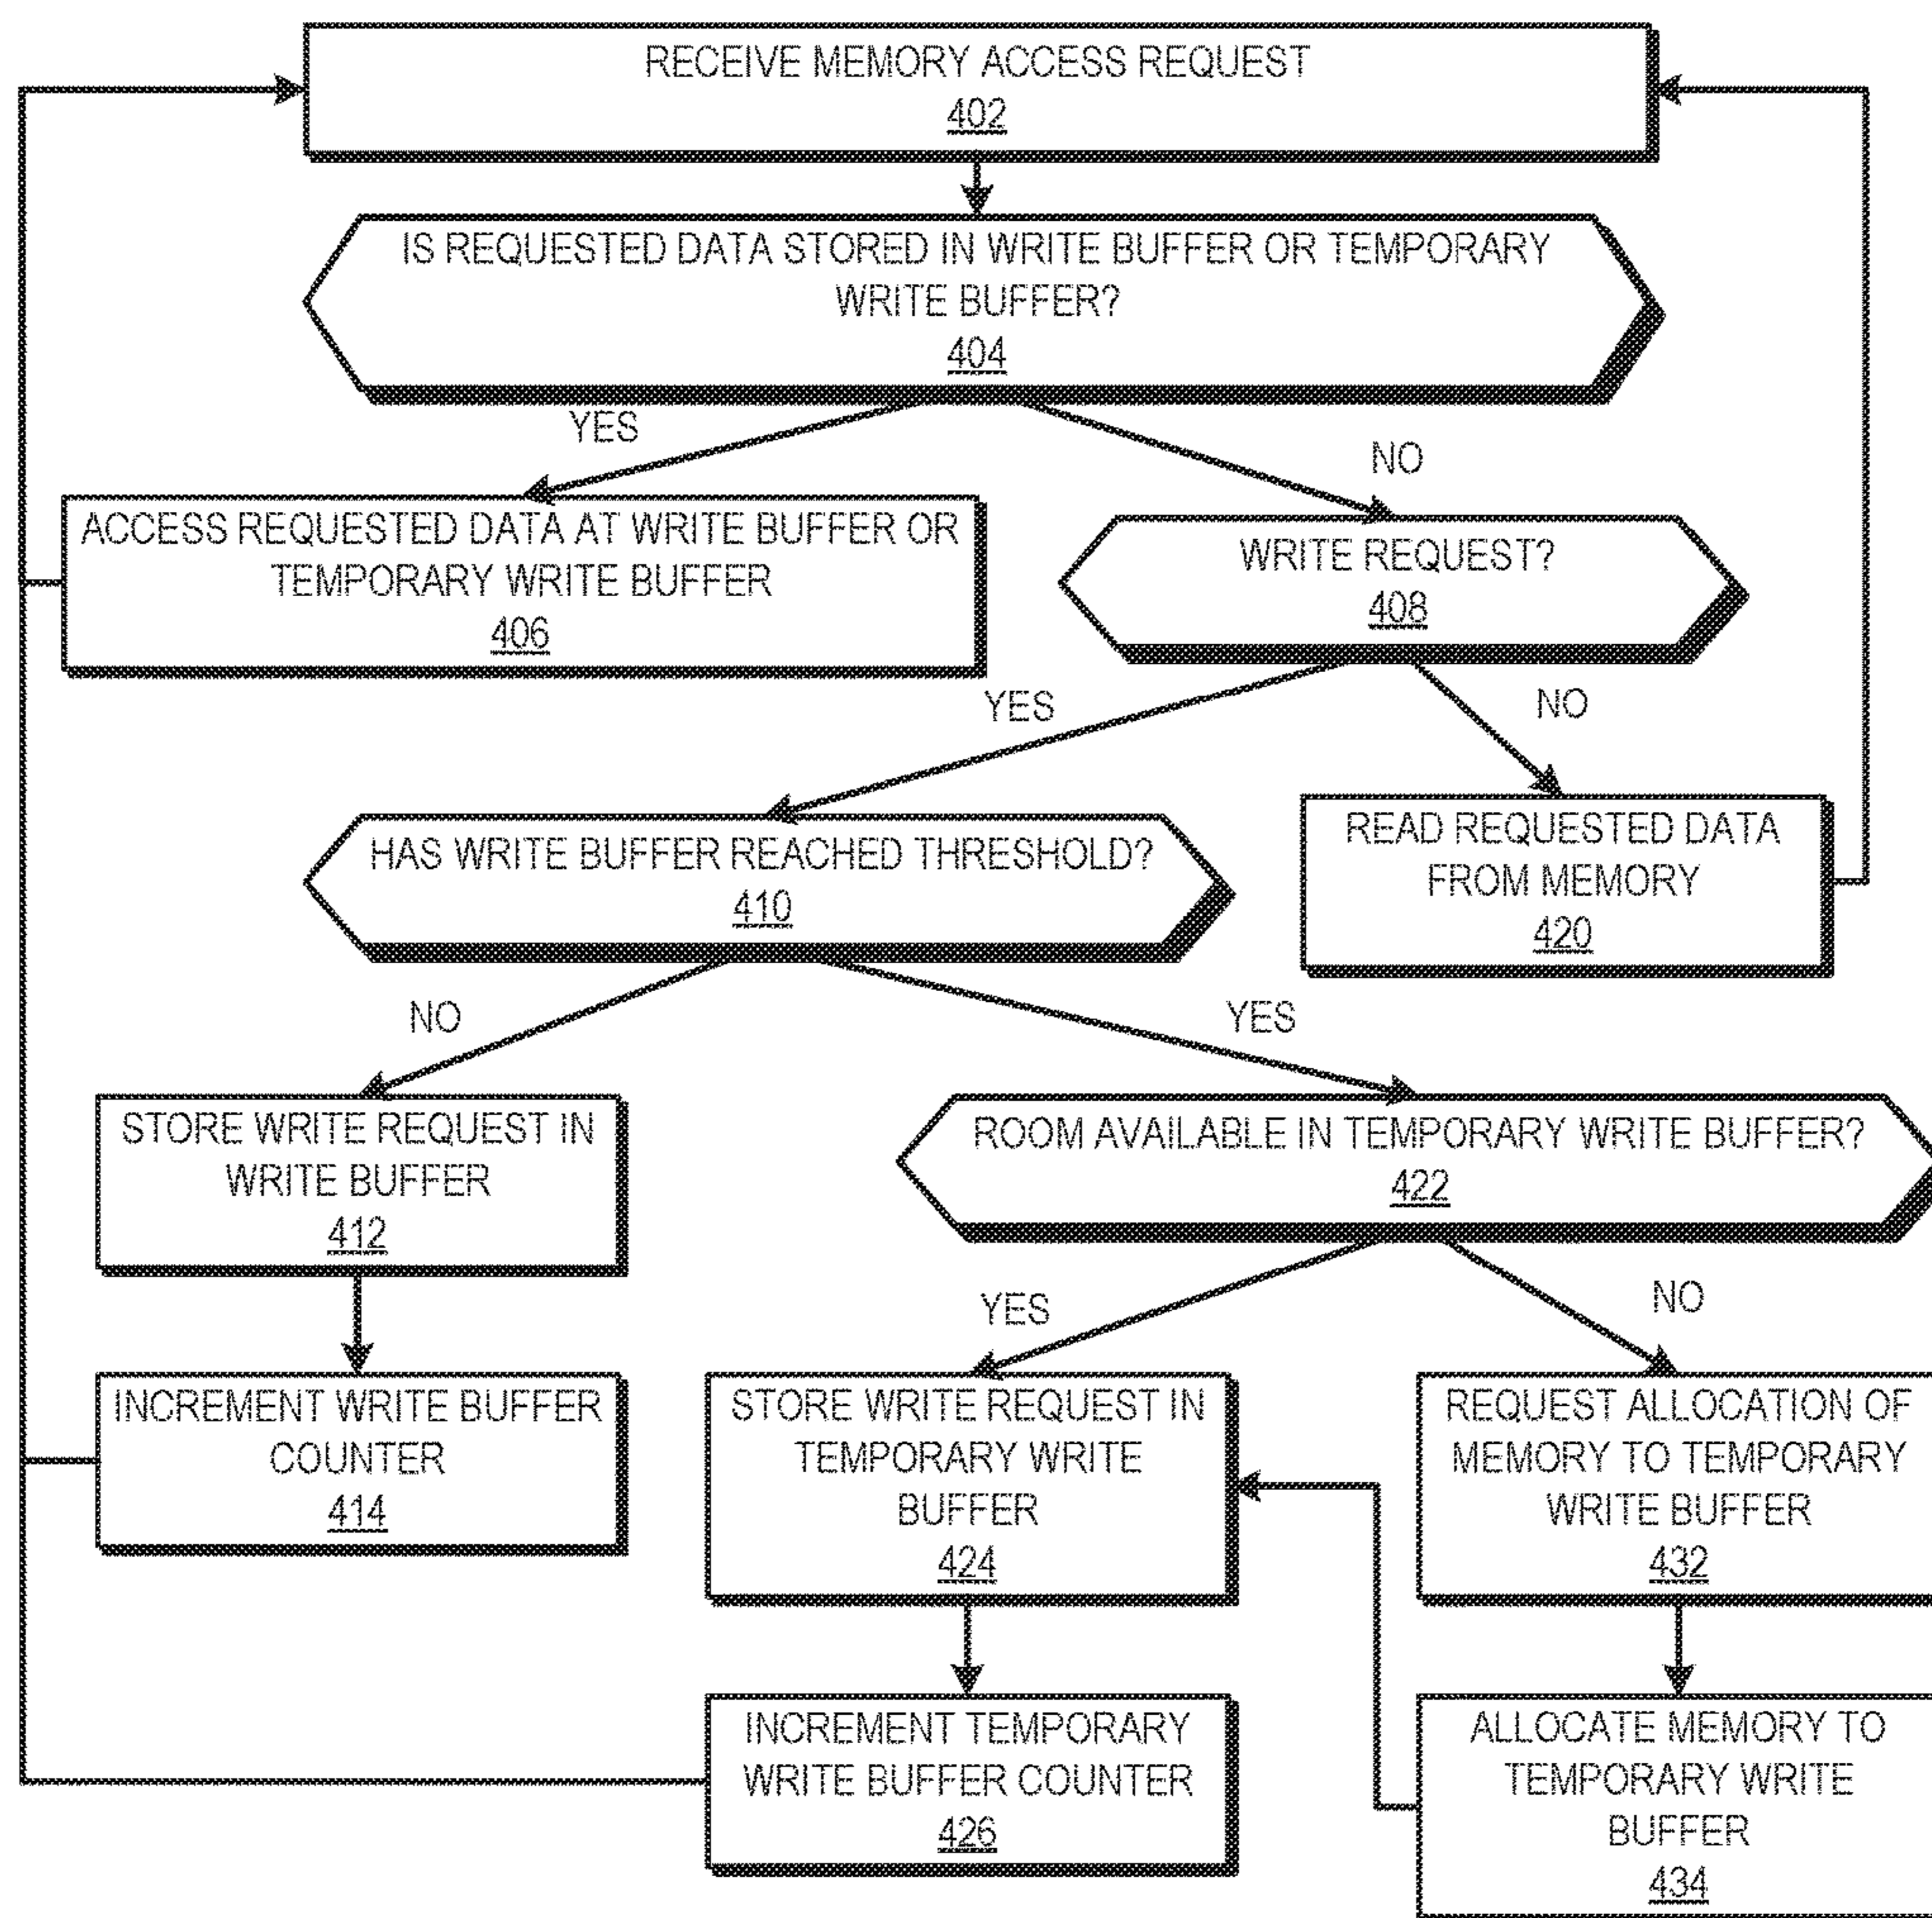 RECEIVE MEMORY ACCESS REQUEST
402
IS REQUESTED DATA STORED IN WRITE BUFFER OR TEMPORARY
WRITE BUFFER?
404
YES
NO
ACCESS REQUESTED DATA AT WRITE BUFFER OR
TEMPORARY WRITE BUFFER
406
WRITE REQUEST?
408
YES
NO
HAS WRITE BUFFER REACHED THRESHOLD?
410
READ REQUESTED DATA
FROM MEMORY
420
NO
YES
STORE WRITE REQUEST IN
WRITE BUFFER
412
ROOM AVAILABLE IN TEMPORARY WRITE BUFFER?
422
YES
NO
INCREMENT WRITE BUFFER
COUNTER
414
STORE WRITE REQUEST IN
TEMPORARY WRITE
BUFFER
424
REQUEST ALLOCATION OF
MEMORY TO TEMPORARY
WRITE BUFFER
432
INCREMENT TEMPORARY
WRITE BUFFER COUNTER
426
ALLOCATE MEMORY TO
TEMPORARY WRITE
BUFFER
434